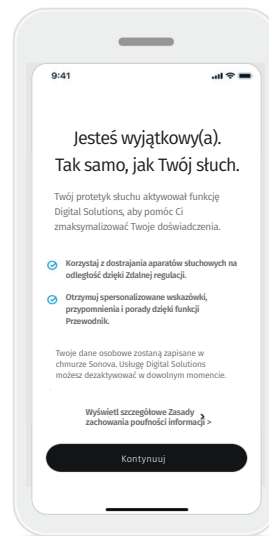 9:41
Jesteś wyjątkowy(a).
Tak samo, jak Twój słuch.
Twój protetyk słuchu aktywował funkcję
Digital Solutions, aby pomóc Ci
zmaksymalizować Twoje doświadczenia.
Korzystaj z dostrajania aparatów słuchowych na
odległość dzięki Zdalnej regulacji.
Otrzymuj spersonalizowane wskazówki,
przypomnienia i porady dzięki funkcji
Przewodnik.
Twoje dane osobowe zostaną zapisane w
chmurze Sonova. Usługę Digital Solutions
możesz dezaktywować w dowolnym momencie.
Wyświetl szczegółowe Zasady
zachowania poufności informacji >
Kontynuuj